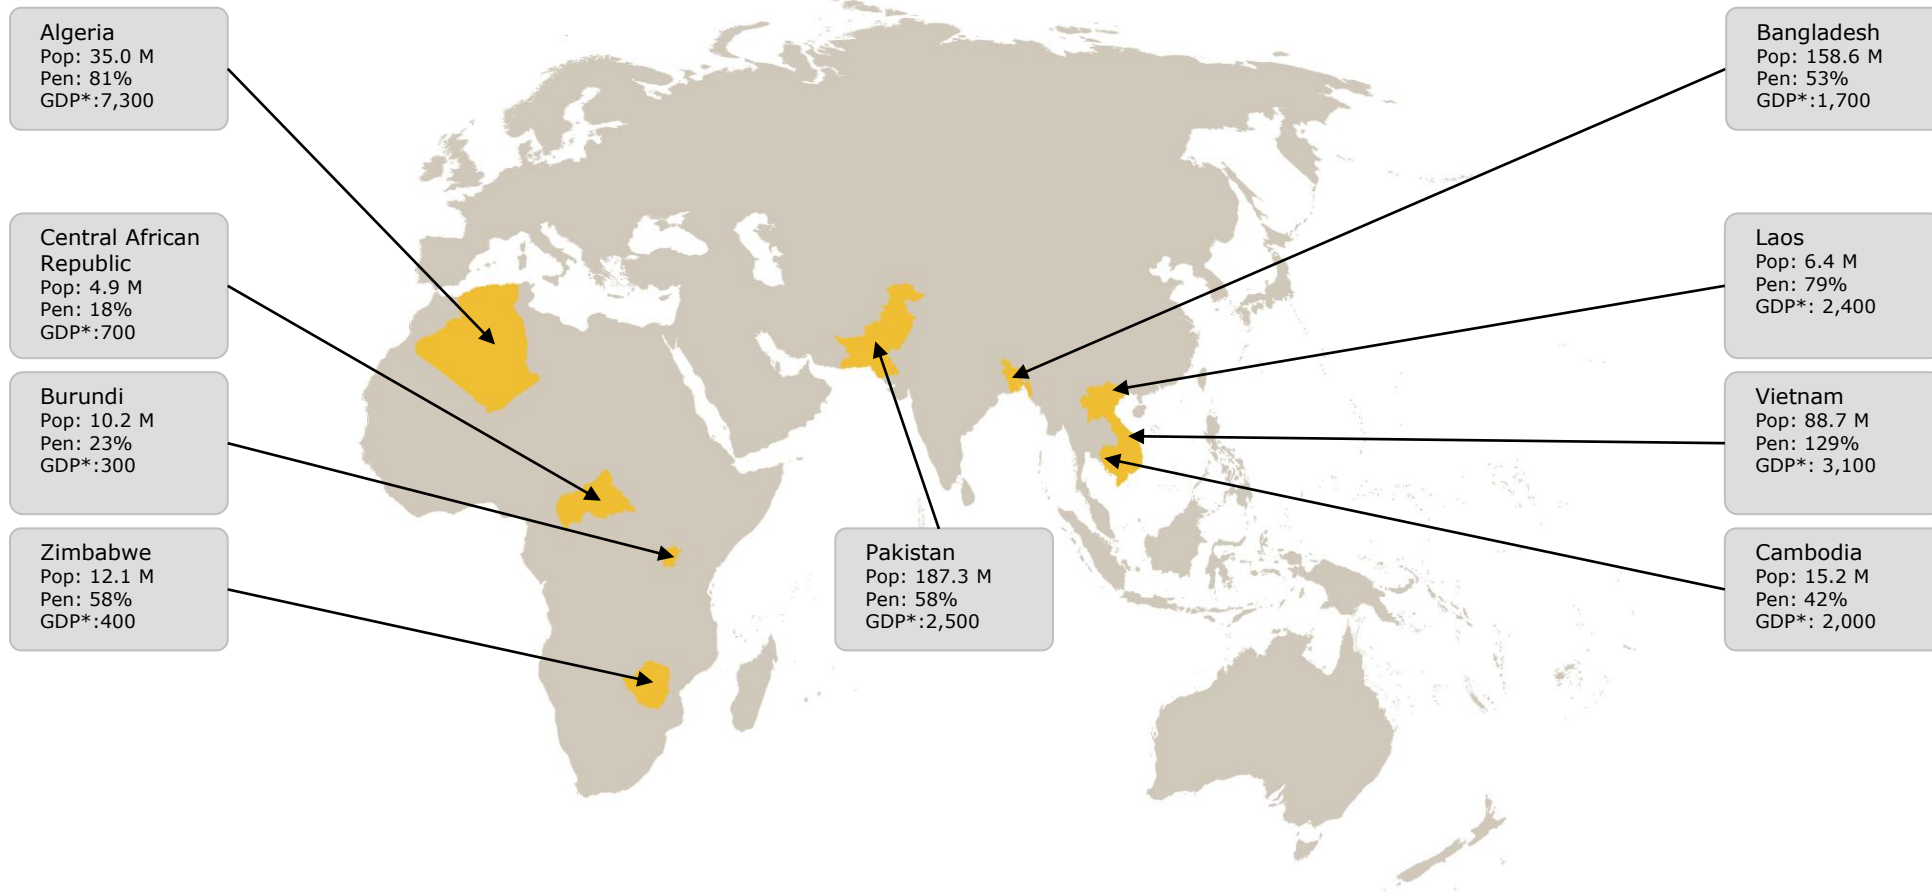 Algeria
Pop: 35.0 M
Pen: 81%
GDP*:7,300
Central African
Republic
Pop: 4.9 M
Pen: 18%
GDP*:700
Burundi
Pop: 10.2 M
Pen: 23%
GDP*:300
Zimbabwe
Pop: 12.1 M
Pen: 58%
GDP*:400
Pakistan
Pop: 187.3 M
Pen: 58%
GDP*:2,500
Bangladesh
Pop: 158.6 M
Pen: 53%
GDP*:1,700
Laos
Pop: 6.4 M
Pen: 79%
GDP*: 2,400
Vietnam
Pop: 88.7 M
Pen: 129%
GDP*: 3,100
Cambodia
Pop: 15.2 M
Pen: 42%
GDP*: 2,000